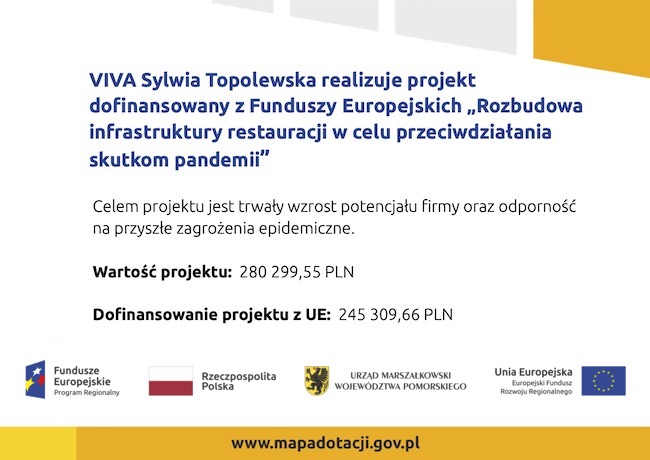 VIVA Sylwia Topolewska realizuje projekt
dofinansowany z Funduszy Europejskich „Rozbudowa
infrastruktury restauracji w celu przeciwdziałania
skutkom pandemii”
Celem projektu jest trwały wzrost potencjału firmy oraz odporność
na przyszłe zagrożenia epidemiczne.
Wartość projektu: 280 299,55 PLN
Dofinansowanie projektu z UE: 245 309,66 PLN
Fundusze
Europejskie
Program Regionalny
Rzeczpospolita
Polska
URZĄD MARSZAŁKOWSKI
WOJEWÓDZTWA POMORSKIEGO
Unia Europejska
Europejski Fundusz
Rozwoju Regionalnego
www.mapadotacji.gov.pl